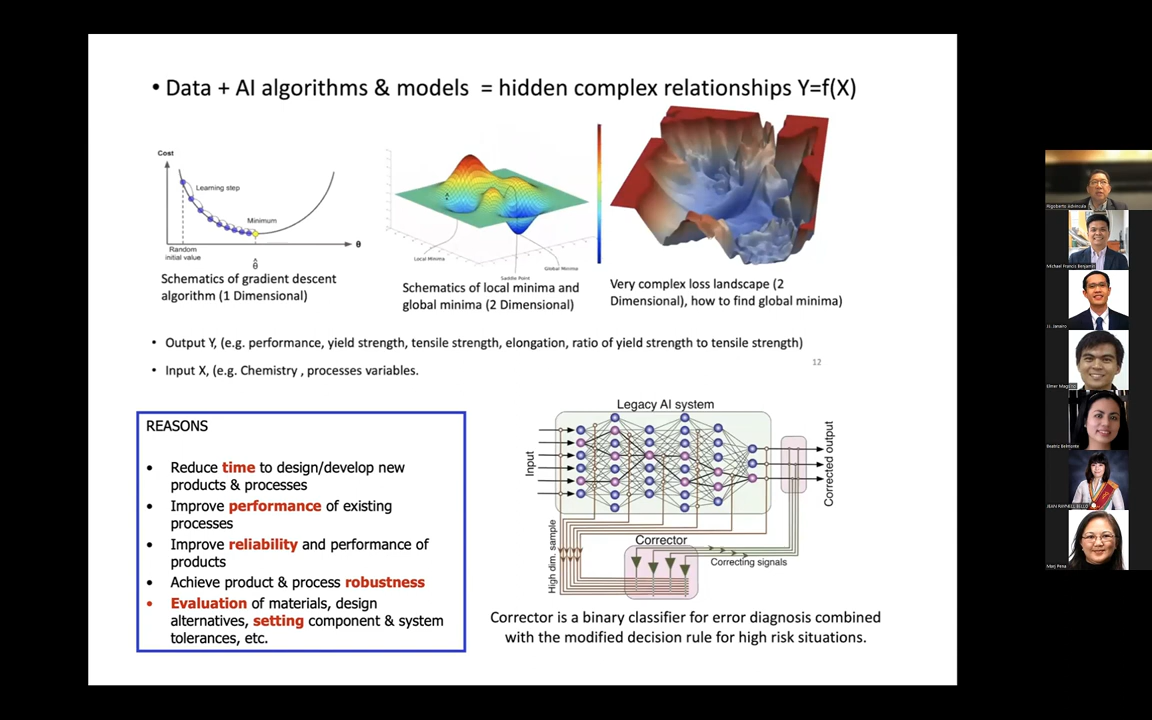 • Data + AI algorithms & models = hidden complex relationships Y=f(X)
Cost
Learning step
Minimum
Random
initial value
θ̂
θ
Schematics of gradient descent
algorithm (1 Dimensional)
Local Minima
Saddle Point
Global Minima
Schematics of local minima and
global minima (2 Dimensional)
Very complex loss landscape (2
Dimensional), how to find global minima)
• Output Y, (e.g. performance, yield strength, tensile strength, elongation, ratio of yield strength to tensile strength)
12
• Input X, (e.g. Chemistry , processes variables.
REASONS
• Reduce time to design/develop new
products & processes
• Improve performance of existing
processes
• Improve reliability and performance of
products
• Achieve product & process robustness
• Evaluation of materials, design
alternatives, setting component & system
tolerances, etc.
Legacy AI system
Input
Corrected output
High dim. sample
Corrector
Correcting signals
Corrector is a binary classifier for error diagnosis combined
with the modified decision rule for high risk situations.
Michael Francis Benjamin
Marj Pena